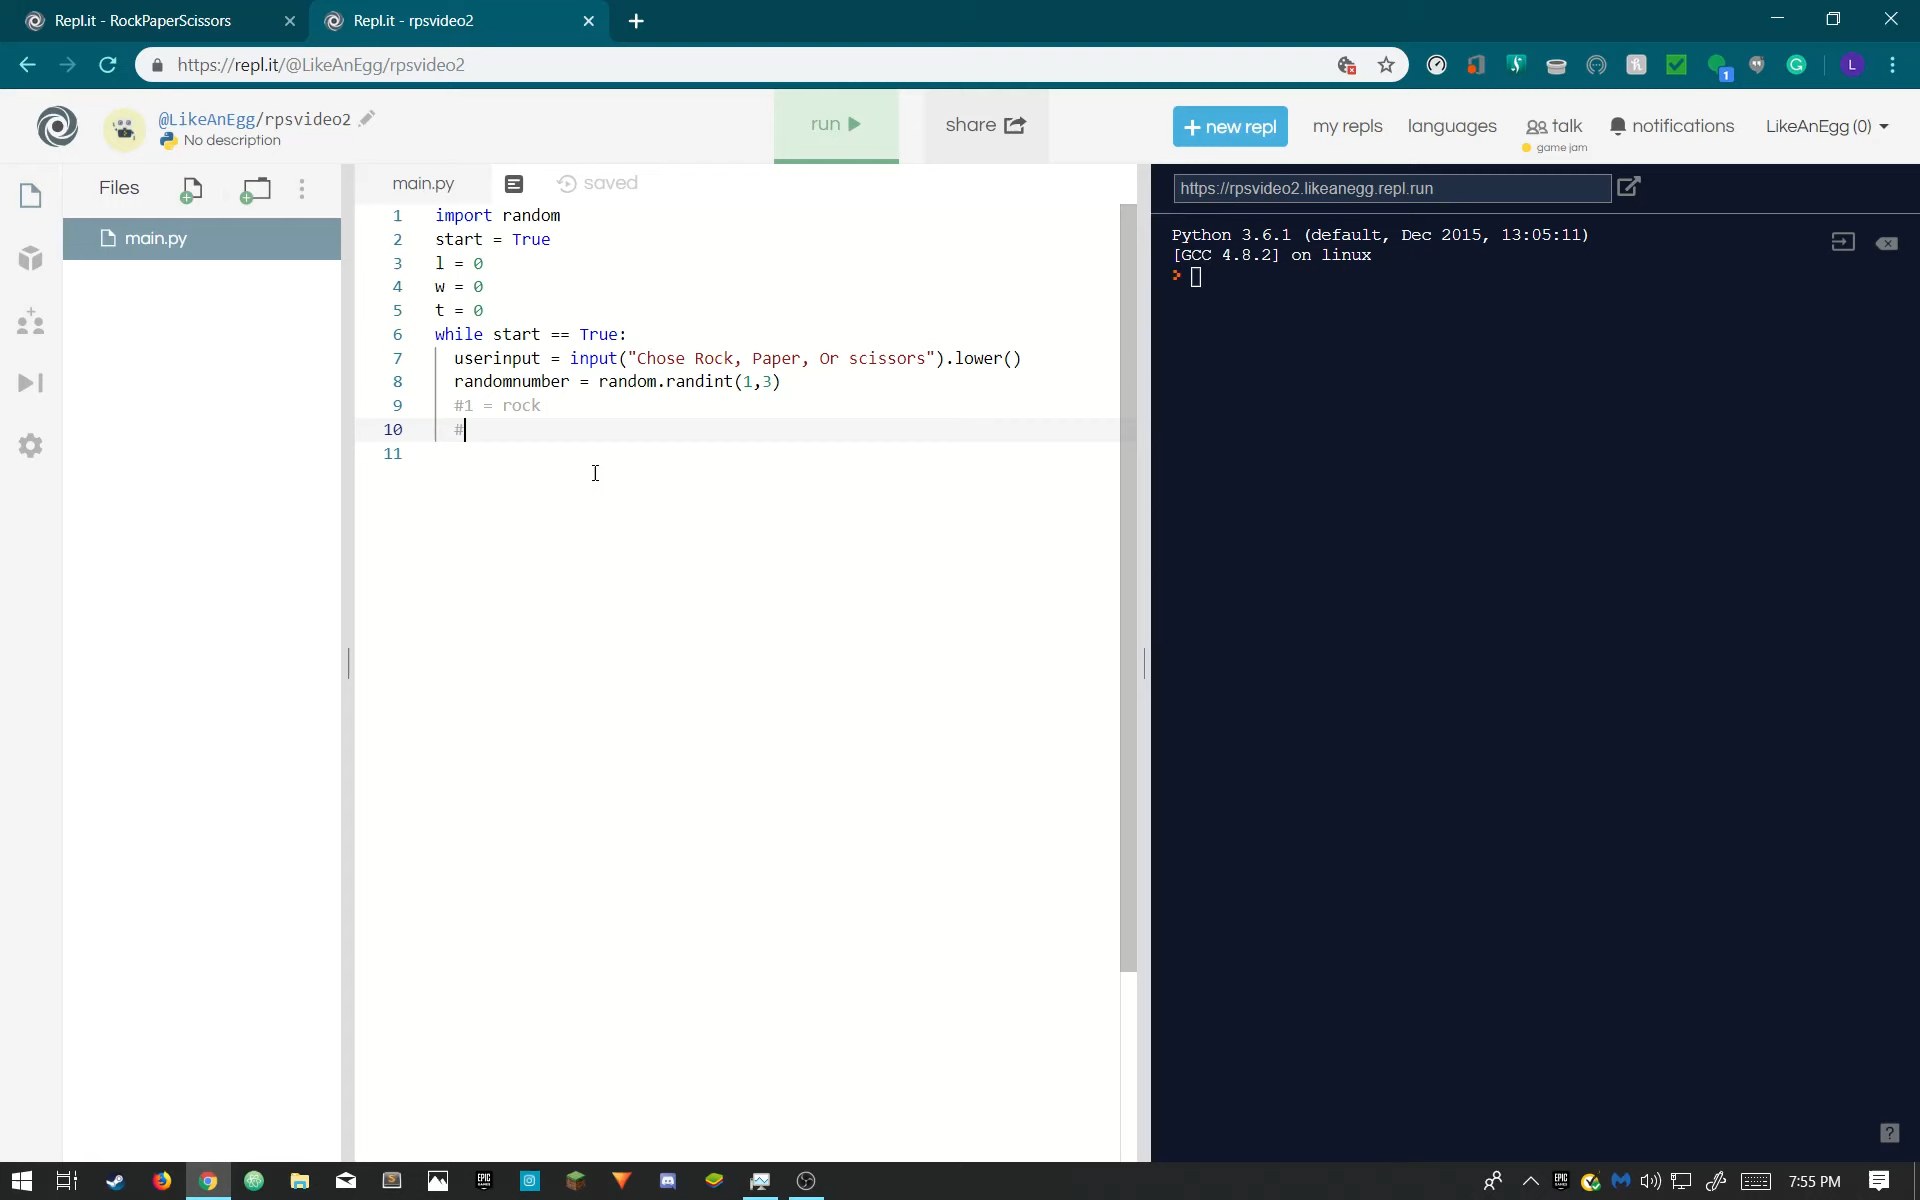 Repl.it - RockPaperScissors
Repl.it - rpsvideo2
https://repl.it/@LikeAnEgg/rpsvideo2
1
L
@LikeAnEgg/rpsvideo2
No description
run
share
+ new repl
my repls
languages
talk
game jam
notifications
LikeAnEgg (0)
Files
main.py
main.py
saved
https://rpsvideo2.likeanegg.repl.run
1 import random
2 start = True
3 l = 0
4 w = 0
5 t = 0
6 while start == True:
7 userinput = input("Chose Rock, Paper, Or scissors").lower()
8 randomnumber = random.randint(1,3)
9 #1 = rock
10 #
11
Python 3.6.1 (default, Dec 2015, 13:05:11)
[GCC 4.8.2] on linux
>
?
7:55 PM